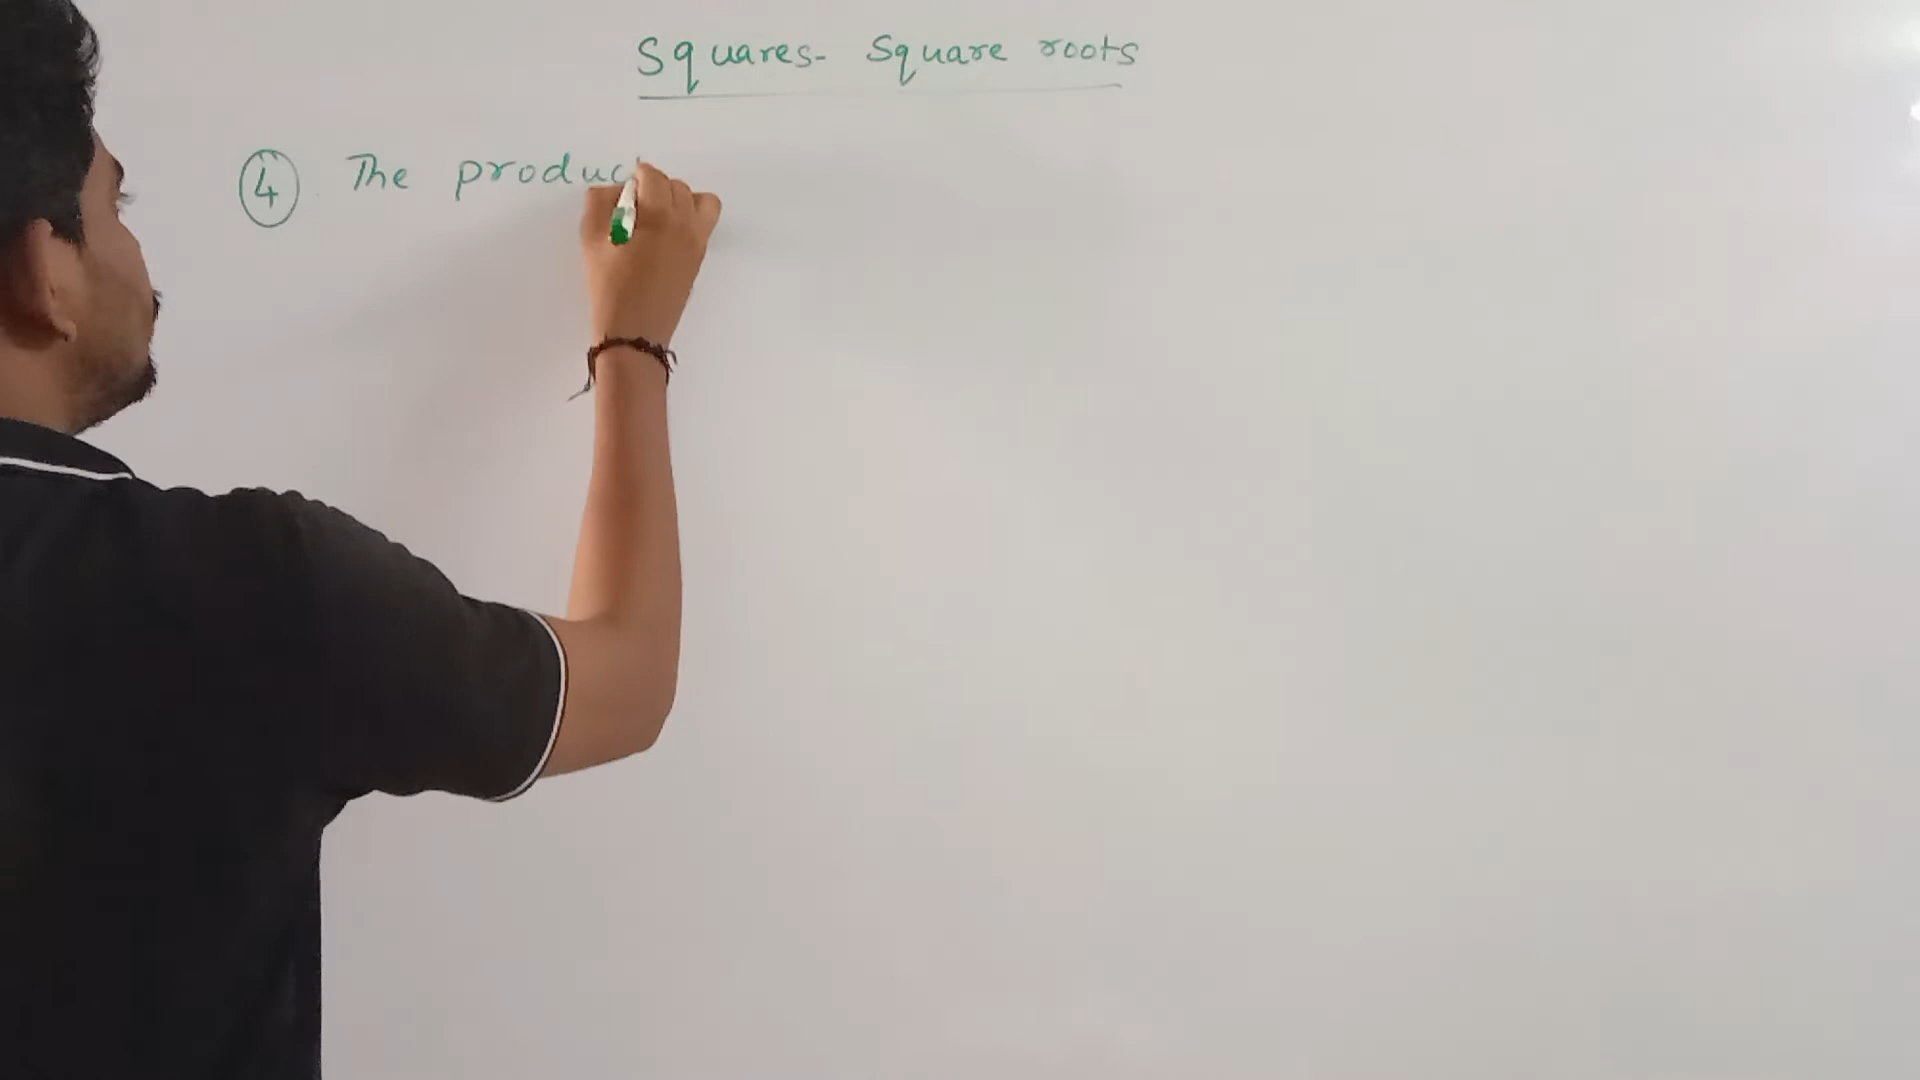 Squares- Square roots
④. The produc